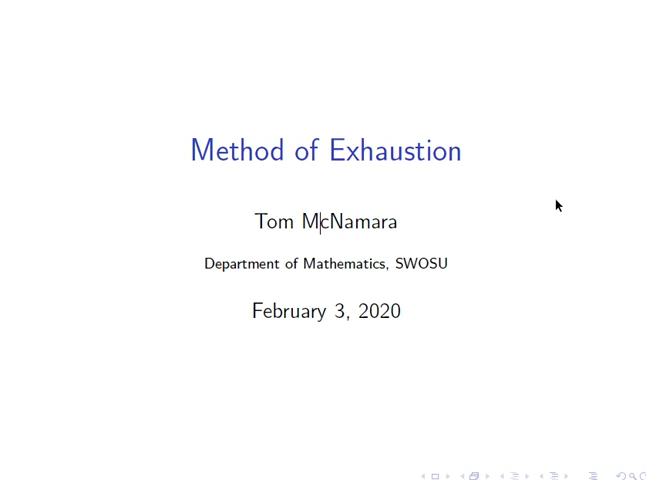 Method of Exhaustion
Tom McNamara
Department of Mathematics, SWOSU
February 3, 2020